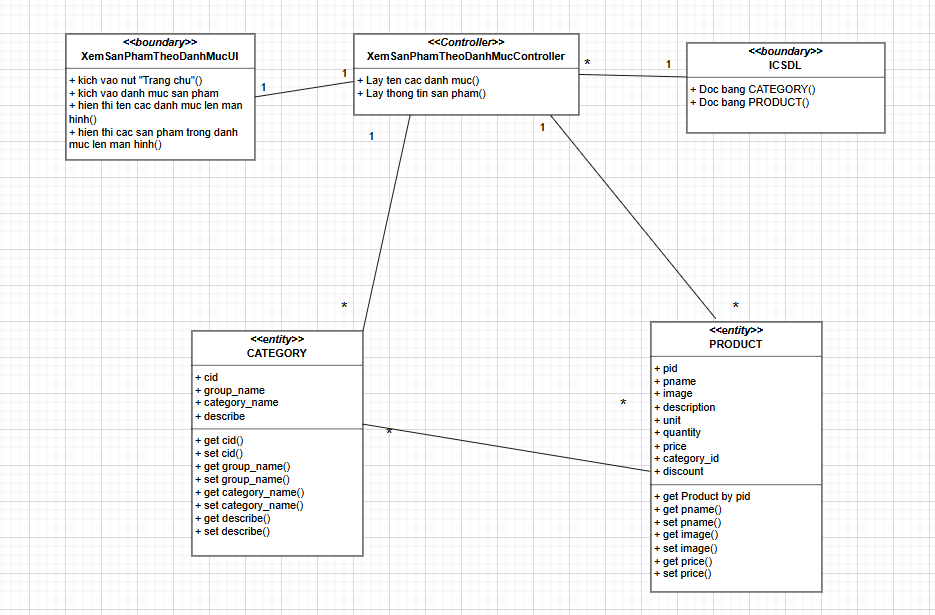 <<boundary>>
XemSanPhamTheoDanhMucUI
+ kich vao nut "Trang chu"()
+ kich vao danh muc san pham
+ hien thi ten cac danh muc len man
hinh()
+ hien thi cac san pham trong danh
muc len man hinh()
1
1
<<Controller>>
XemSanPhamTheoDanhMucController
+ Lay ten cac danh muc()
+ Lay thong tin san pham()
*
1
<<boundary>>
ICSDL
+ Doc bang CATEGORY()
+ Doc bang PRODUCT()
1
1
*
*
<<entity>>
CATEGORY
+ cid
+ group_name
+ category_name
+ describe
+ get cid()
+ set cid()
+ get group_name()
+ set group_name()
+ get category_name()
+ set category_name()
+ get describe()
+ set describe()
*
*
<<entity>>
PRODUCT
+ pid
+ pname
+ image
+ description
+ unit
+ quantity
+ price
+ category_id
+ discount
+ get Product by pid
+ get pname()
+ set pname()
+ get image()
+ set image()
+ get price()
+ set price()